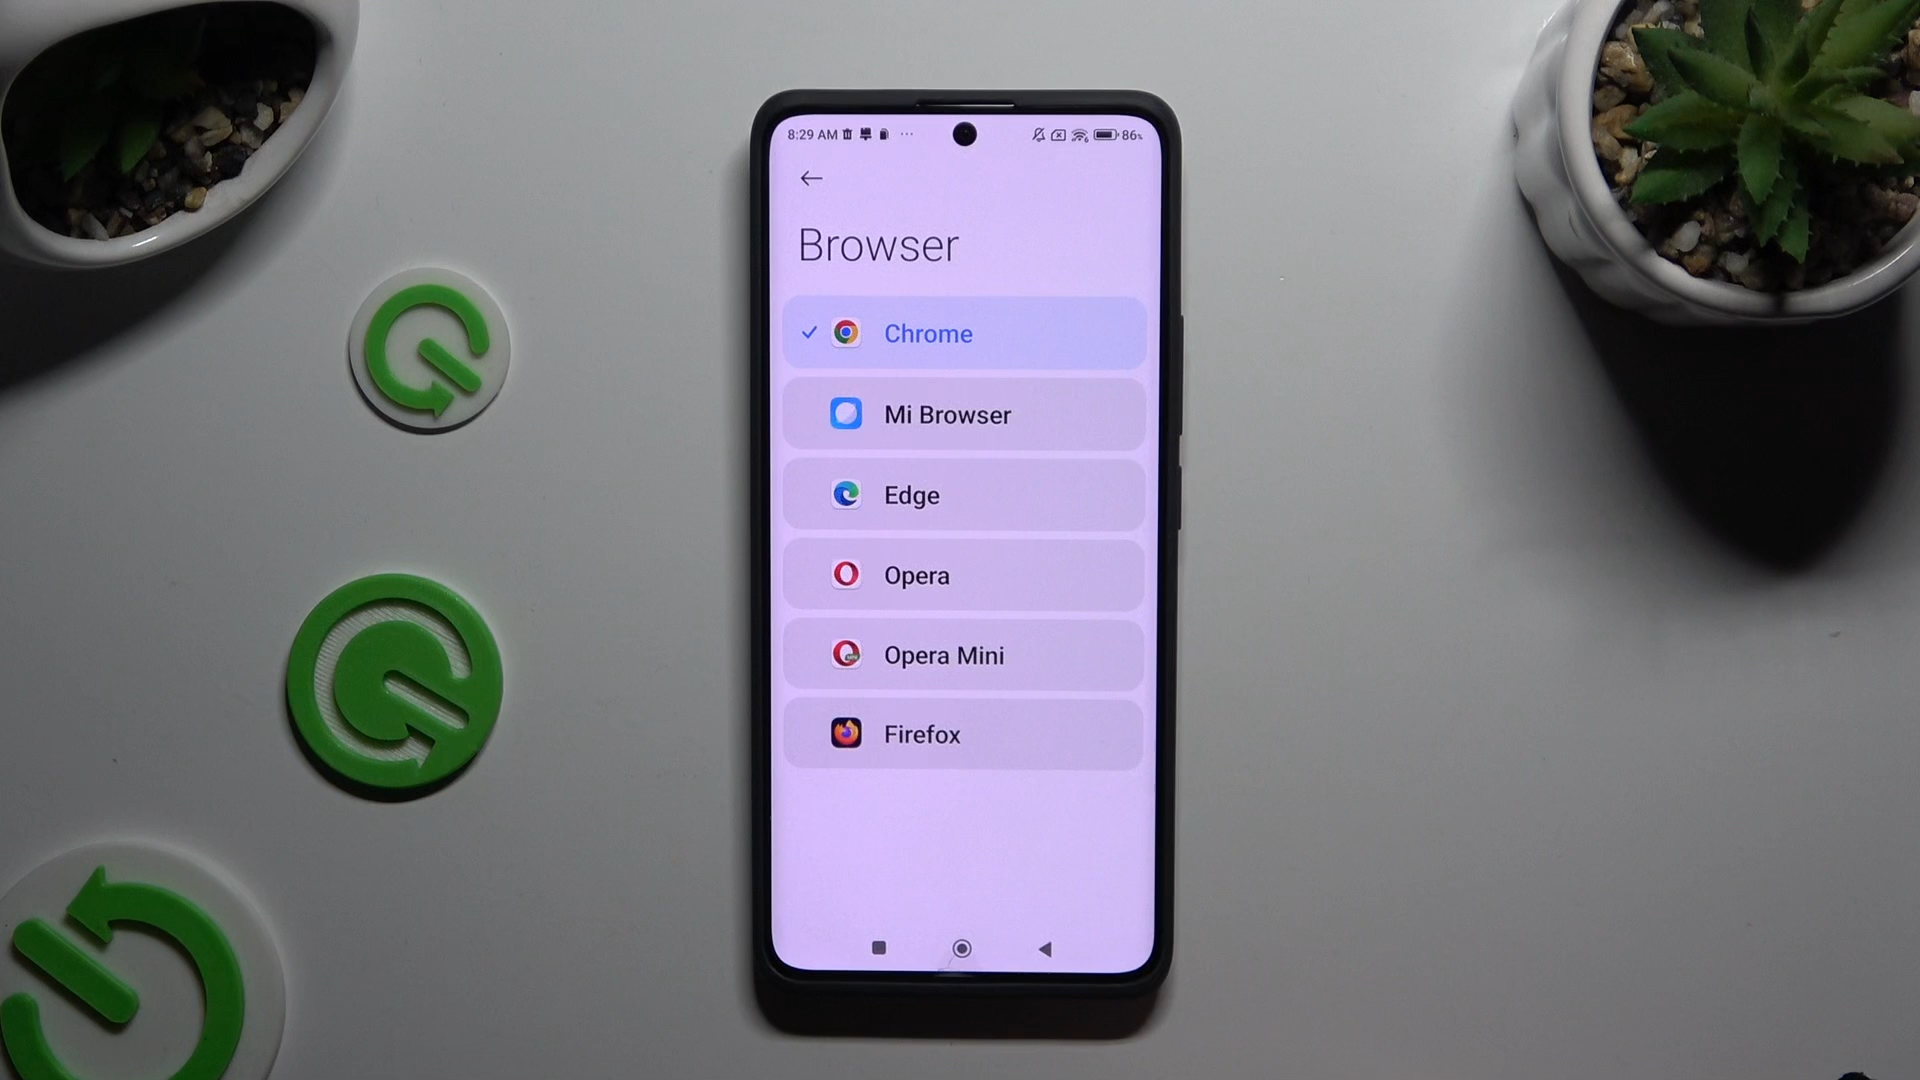 8:29 AM ... 86%
Browser
Chrome
Mi Browser
Edge
Opera
Opera Mini
Firefox